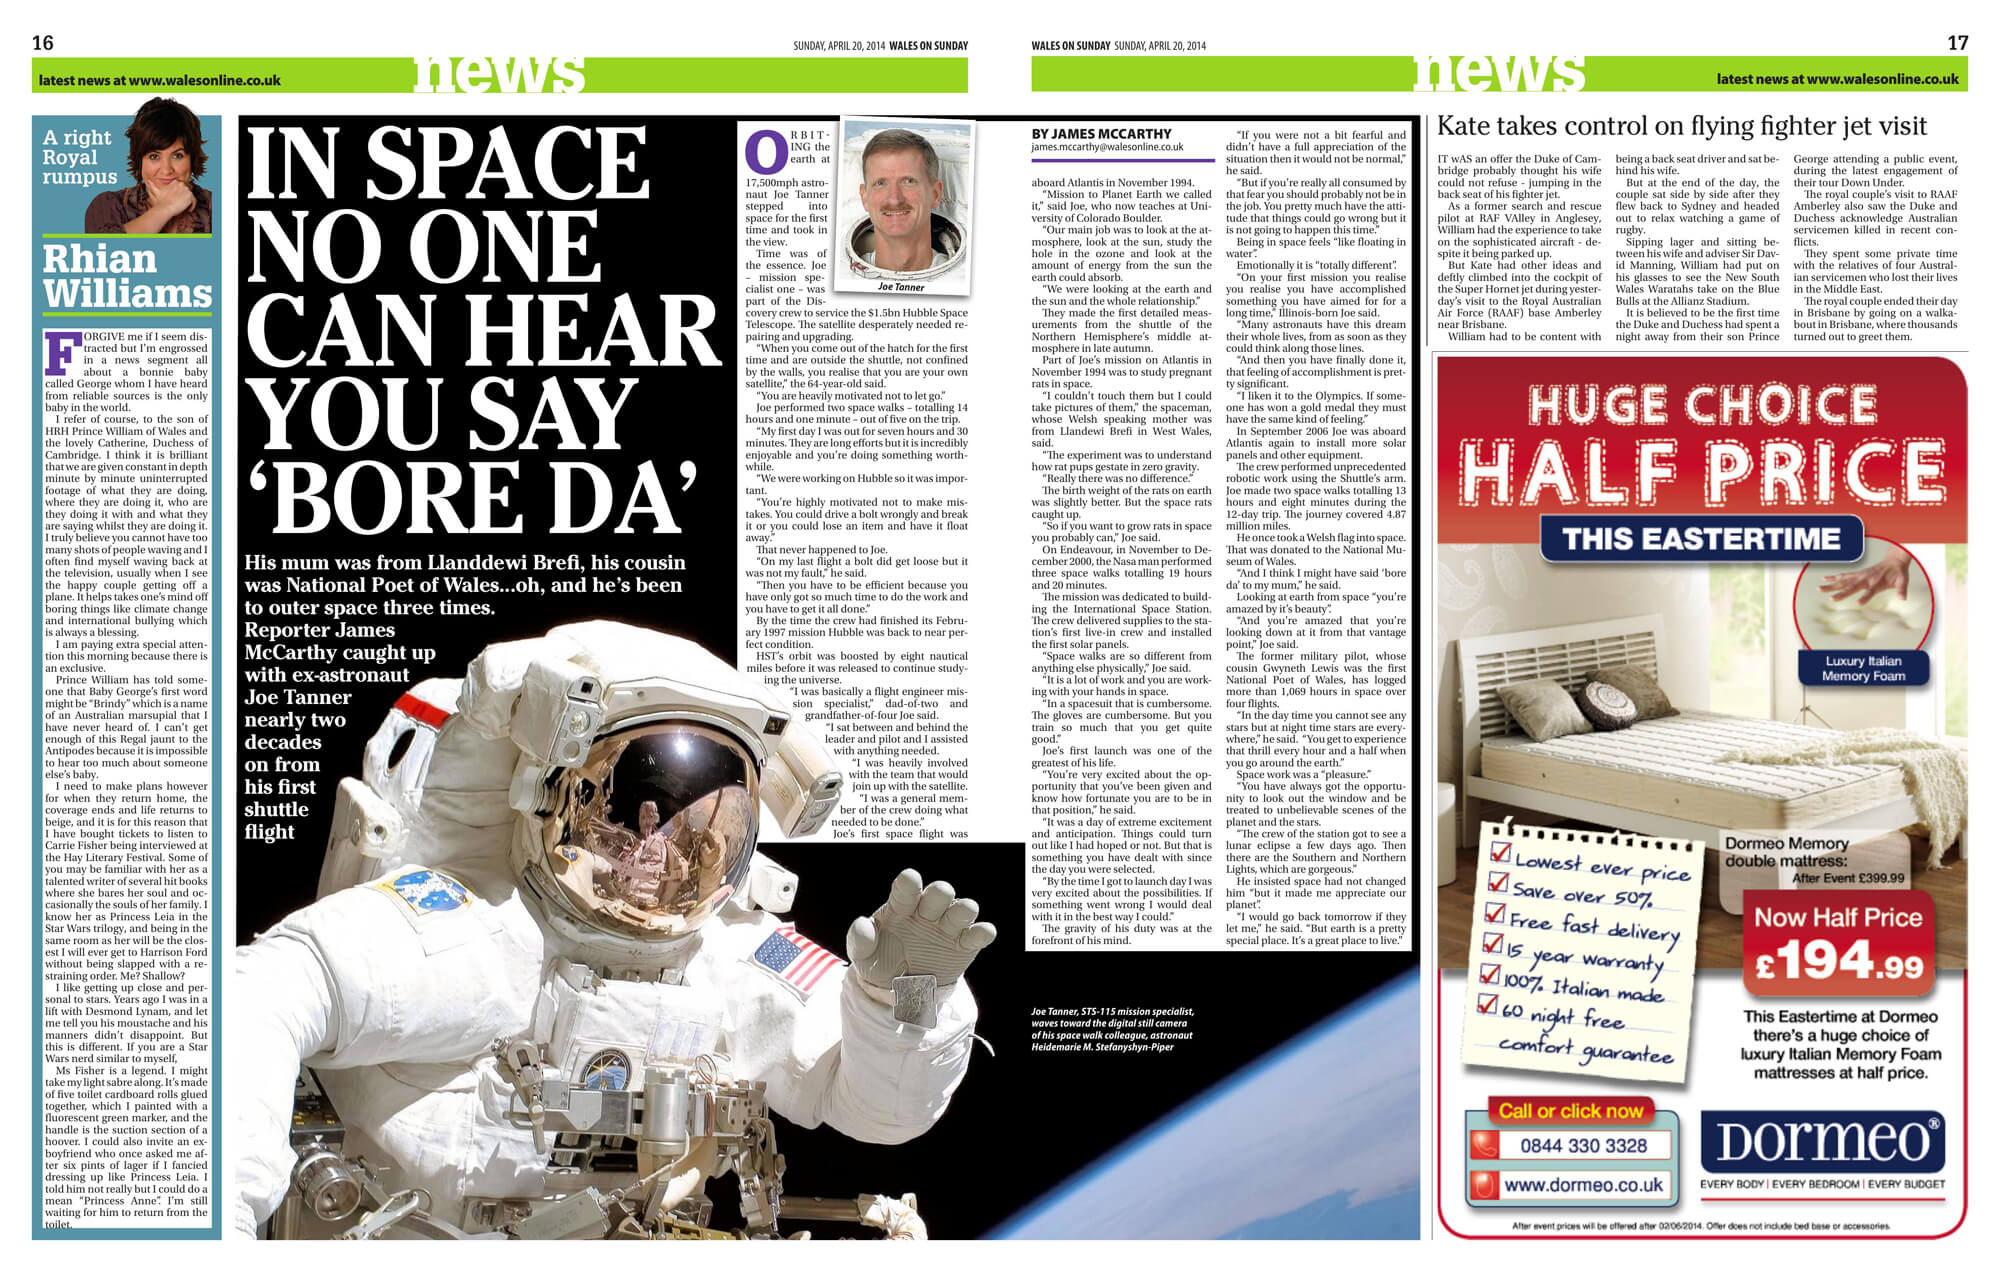 16
SUNDAY, APRIL 20, 2014 WALES ON SUNDAY
latest news at www.walesonline.co.uk
news
A right
Royal
rumpus
Rhian
Williams
FORGIVE me if I seem dis-
tracted but I'm engrossed
in a news segment all
about a bonnie baby
called George whom I have heard
from reliable sources is the only
baby in the world.
I refer of course, to the son of
HRH Prince William of Wales and
the lovely Catherine, Duchess of
Cambridge. I think it is brilliant
that we are given constant in depth
minute by minute uninterrupted
footage of what they are doing,
where they are doing it, who are
they doing it with and what they
are saying whilst they are doing it.
I truly believe you cannot have too
many shots of people waving and I
often find myself waving back at
the television, usually when I see
the happy couple getting off a
plane. It helps takes one's mind off
boring things like climate change
and international bullying which
is always a blessing.
I am paying extra special atten-
tion this morning because there is
an exclusive.
Prince William has told some-
one that Baby George's first word
might be "Brindy" which is a name
of an Australian marsupial that I
have never heard of. I can't get
enough of this Regal jaunt to the
Antipodes because it is impossible
to hear too much about someone
else's baby.
I need to make plans however
for when they return home, the
coverage ends and life returns to
beige, and it is for this reason that
I have bought tickets to listen to
Carrie Fisher being interviewed at
the Hay Literary Festival. Some of
you may be familiar with her as a
talented writer of several hit books
where she bares her soul and oc-
casionally the souls of her family. I
know her as Princess Leia in the
Star Wars trilogy, and being in the
same room as her will be the clos-
est I will ever get to Harrison Ford
without being slapped with a re-
straining order. Me? Shallow?
I like getting up close and per-
sonal to stars. Years ago I was in a
lift with Desmond Lynam, and let
me tell you his moustache and his
manners didn't disappoint. But
this is different. If you are a Star
Wars nerd similar to myself,
Ms Fisher is a legend. I might
take my light sabre along. It's made
of five toilet cardboard rolls glued
together, which I painted with a
fluorescent green marker, and the
handle is the suction section of a
hoover. I could also invite an ex-
boyfriend who once asked me af-
ter six pints of lager if I fancied
dressing up like Princess Leia. I
told him not really but I could do a
mean "Princess Anne". I'm still
waiting for him to return from the
toilet.
IN SPACE
NO ONE
CAN HEAR
YOU SAY
'BORE DA'
His mum was from Llanddewi Brefi, his cousin
was National Poet of Wales...oh, and he's been
to outer space three times.
Reporter James
McCarthy caught up
with ex-astronaut
Joe Tanner
nearly two
decades
on from
his first
shuttle
flight
ORBIT-
ING the
earth at
17,500mph astro-
naut Joe Tanner
stepped into
space for the first
time and took in
the view.
Time was of
the essence. Joe
– mission spe-
cialist one – was
part of the Dis-
covery crew to service the $1.5bn Hubble Space
Telescope. The satellite desperately needed re-
pairing and upgrading.
"When you come out of the hatch for the first
time and are outside the shuttle, not confined
by the walls, you realise that you are your own
satellite," the 64-year-old said.
"You are heavily motivated not to let go."
Joe performed two space walks – totalling 14
hours and one minute – out of five on the trip.
"My first day I was out for seven hours and 30
minutes. They are long efforts but it is incredibly
enjoyable and you're doing something worth-
while.
"We were working on Hubble so it was impor-
tant.
"You're highly motivated not to make mis-
takes. You could drive a bolt wrongly and break
it or you could lose an item and have it float
away."
That never happened to Joe.
"On my last flight a bolt did get loose but it
was not my fault," he said.
"Then you have to be efficient because you
have only got so much time to do the work and
you have to get it all done."
By the time the crew had finished its Febru-
ary 1997 mission Hubble was back to near per-
fect condition.
HST's orbit was boosted by eight nautical
miles before it was released to continue study-
ing the universe.
"I was basically a flight engineer mis-
sion specialist," dad-of-two and
grandfather-of-four Joe said.
"I sat between and behind the
leader and pilot and I assisted
with anything needed.
"I was heavily involved
with the team that would
join up with the satellite.
"I was a general mem-
ber of the crew doing what
needed to be done."
Joe's first space flight was
Joe Tanner
WALES ON SUNDAY SUNDAY, APRIL 20, 2014
17
news
latest news at www.walesonline.co.uk
BY JAMES MCCARTHY
james.mccarthy@walesonline.co.uk
aboard Atlantis in November 1994.
"Mission to Planet Earth we called
it," said Joe, who now teaches at Uni-
versity of Colorado Boulder.
"Our main job was to look at the at-
mosphere, look at the sun, study the
hole in the ozone and look at the
amount of energy from the sun the
earth could absorb.
"We were looking at the earth and
the sun and the whole relationship."
They made the first detailed meas-
urements from the shuttle of the
Northern Hemisphere's middle at-
mosphere in late autumn.
Part of Joe's mission on Atlantis in
November 1994 was to study pregnant
rats in space.
"I couldn't touch them but I could
take pictures of them," the spaceman,
whose Welsh speaking mother was
from Llandewi Brefi in West Wales,
said.
"The experiment was to understand
how rat pups gestate in zero gravity.
"Really there was no difference."
The birth weight of the rats on earth
was slightly better. But the space rats
caught up.
"So if you want to grow rats in space
you probably can," Joe said.
On Endeavour, in November to De-
cember 2000, the Nasa man performed
three space walks totalling 19 hours
and 20 minutes.
The mission was dedicated to build-
ing the International Space Station.
The crew delivered supplies to the sta-
tion's first live-in crew and installed
the first solar panels.
"Space walks are so different from
anything else physically," Joe said.
"It is a lot of work and you are work-
ing with your hands in space.
"In a spacesuit that is cumbersome.
The gloves are cumbersome. But you
train so much that you get quite
good."
Joe's first launch was one of the
greatest of his life.
"You're very excited about the op-
portunity that you've been given and
know how fortunate you are to be in
that position," he said.
"It was a day of extreme excitement
and anticipation. Things could turn
out like I had hoped or not. But that is
something you have dealt with since
the day you were selected.
"By the time I got to launch day I was
very excited about the possibilities. If
something went wrong I would deal
with it in the best way I could."
The gravity of his duty was at the
forefront of his mind.
"If you were not a bit fearful and
didn't have a full appreciation of the
situation then it would not be normal,"
he said.
"But if you're really all consumed by
that fear you should probably not be in
the job. You pretty much have the atti-
tude that things could go wrong but it
is not going to happen this time."
Being in space feels "like floating in
water".
Emotionally it is "totally different".
"On your first mission you realise
you realise you have accomplished
something you have aimed for for a
long time," Illinois-born Joe said.
"Many astronauts have this dream
their whole lives, from as soon as they
could think along those lines.
"And then you have finally done it,
that feeling of accomplishment is pret-
ty significant.
"I liken it to the Olympics. If some-
one has won a gold medal they must
have the same kind of feeling."
In September 2006 Joe was aboard
Atlantis again to install more solar
panels and other equipment.
The crew performed unprecedented
robotic work using the Shuttle's arm.
Joe made two space walks totalling 13
hours and eight minutes during the
12-day trip. The journey covered 4.87
million miles.
He once took a Welsh flag into space.
That was donated to the National Mu-
seum of Wales.
"And I think I might have said 'bore
da' to my mum," he said.
Looking at earth from space "you're
amazed by it's beauty".
"And you're amazed that you're
looking down at it from that vantage
point," Joe said.
The former military pilot, whose
cousin Gwyneth Lewis was the first
National Poet of Wales, has logged
more than 1,069 hours in space over
four flights.
"In the day time you cannot see any
stars but at night time stars are every-
where," he said. "You get to experience
that thrill every hour and a half when
you go around the earth."
Space work was a "pleasure."
"You have always got the opportu-
nity to look out the window and be
treated to unbelievable scenes of the
planet and the stars.
"The crew of the station got to see a
lunar eclipse a few days ago. Then
there are the Southern and Northern
Lights, which are gorgeous."
He insisted space had not changed
him "but it made me appreciate our
planet".
"I would go back tomorrow if they
let me," he said. "But earth is a pretty
special place. It's a great place to live."
Joe Tanner, STS-115 mission specialist,
waves toward the digital still camera
of his space walk colleague, astronaut
Heidemarie M. Stefanyshyn-Piper
Kate takes control on flying fighter jet visit
IT wAS an offer the Duke of Cam-
bridge probably thought his wife
could not refuse - jumping in the
back seat of his fighter jet.
As a former search and rescue
pilot at RAF VAlley in Anglesey,
William had the experience to take
on the sophisticated aircraft - de-
spite it being parked up.
But Kate had other ideas and
deftly climbed into the cockpit of
the Super Hornet jet during yester-
day's visit to the Royal Australian
Air Force (RAAF) base Amberley
near Brisbane.
William had to be content with
being a back seat driver and sat be-
hind his wife.
But at the end of the day, the
couple sat side by side after they
flew back to Sydney and headed
out to relax watching a game of
rugby.
Sipping lager and sitting be-
tween his wife and adviser Sir Dav-
id Manning, William had put on
his glasses to see the New South
Wales Waratahs take on the Blue
Bulls at the Allianz Stadium.
It is believed to be the first time
the Duke and Duchess had spent a
night away from their son Prince
George attending a public event,
during the latest engagement of
their tour Down Under.
The royal couple's visit to RAAF
Amberley also saw the Duke and
Duchess acknowledge Australian
servicemen killed in recent con-
flicts.
They spent some private time
with the relatives of four Austral-
ian servicemen who lost their lives
in the Middle East.
The royal couple ended their day
in Brisbane by going on a walka-
bout in Brisbane, where thousands
turned out to greet them.
HUGE CHOICE
HALF PRICE
THIS EASTERTIME
Luxury Italian
Memory Foam
Dormeo Memory
double mattress:
After Event £399.99
Now Half Price
£194.99
Lowest ever price
Save over 50%
Free fast delivery
15 year warranty
100% Italian made
60 night free
comfort guarantee
This Eastertime at Dormeo
there's a huge choice of
luxury Italian Memory Foam
mattresses at half price.
Call or click now
0844 330 3328
www.dormeo.co.uk
DORMEO®
EVERY BODY | EVERY BEDROOM | EVERY BUDGET
After event prices will be offered after 02/06/2014. Offer does not include bed base or accessories.